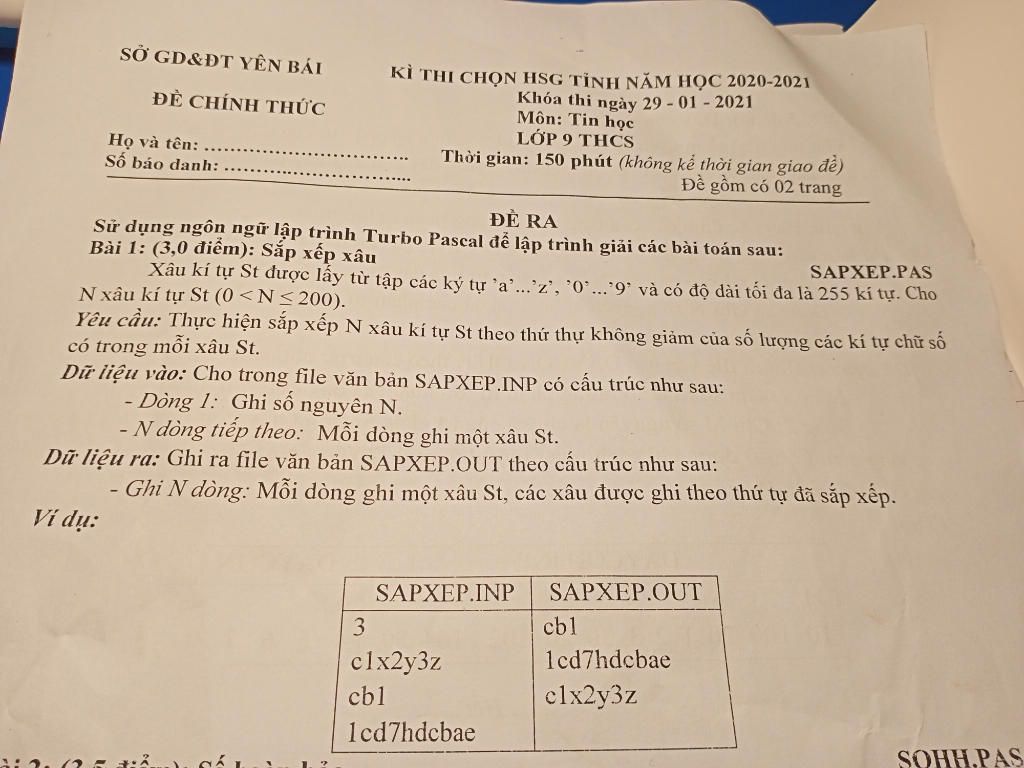 SỞ GD&ĐT YÊN BÁI
KÌ THI CHỌN HSG TỈNH NĂM HỌC 2020-2021
ĐỀ CHÍNH THỨC
Khóa thi ngày 29 - 01 - 2021
Môn: Tin học
LỚP 9 THCS
Họ và tên: ................................
Thời gian: 150 phút (không kể thời gian giao đề)
Số báo danh: .............................
Đề gồm có 02 trang
ĐỀ RA
Sử dụng ngôn ngữ lập trình Turbo Pascal để lập trình giải các bài toán sau:
Bài 1: (3,0 điểm): Sắp xếp xâu SAPXEP.PAS
Xâu kí tự St được lấy từ tập các ký tự 'a'...'z', '0'...'9' và có độ dài tối đa là 255 kí tự. Cho
N xâu kí tự St (0 < N ≤ 200).
Yêu cầu: Thực hiện sắp xếp N xâu kí tự St theo thứ thự không giảm của số lượng các kí tự chữ số
có trong mỗi xâu St.
Dữ liệu vào: Cho trong file văn bản SAPXEP.INP có cấu trúc như sau:
- Dòng 1: Ghi số nguyên N.
- N dòng tiếp theo: Mỗi dòng ghi một xâu St.
Dữ liệu ra: Ghi ra file văn bản SAPXEP.OUT theo cấu trúc như sau:
- Ghi N dòng: Mỗi dòng ghi một xâu St, các xâu được ghi theo thứ tự đã sắp xếp.
Ví dụ:
SAPXEP.INP SAPXEP.OUT
3 cb1
c1x2y3z 1cd7hdcbae
cb1 c1x2y3z
1cd7hdcbae
2: (3,5 điểm): Số SOHH.PAS